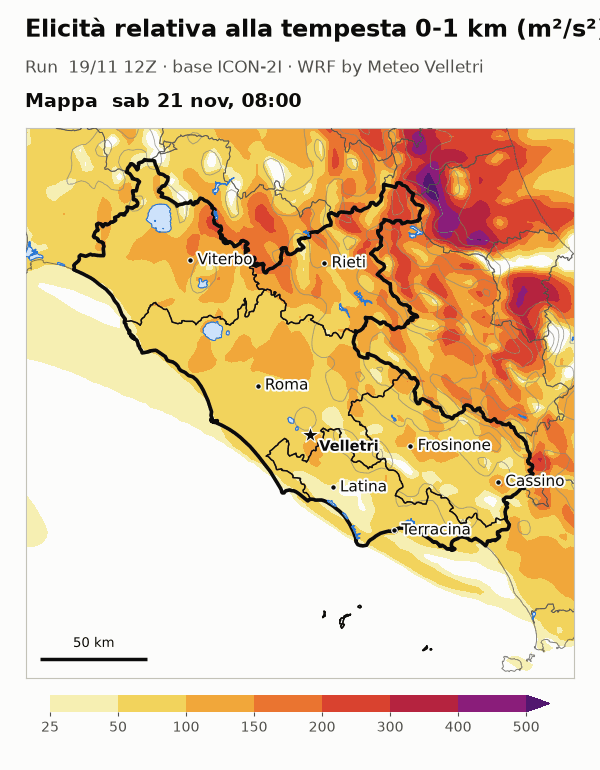 Elicità relativa alla tempesta 0-1 km (m²/s²)
Run 19/11 12Z · base ICON-2I · WRF by Meteo Velletri
Mappa sab 21 nov, 08:00
Viterbo
Rieti
Roma
Velletri
Frosinone
Latina
Cassino
Terracina
50 km
25 50 100 150 200 300 400 500